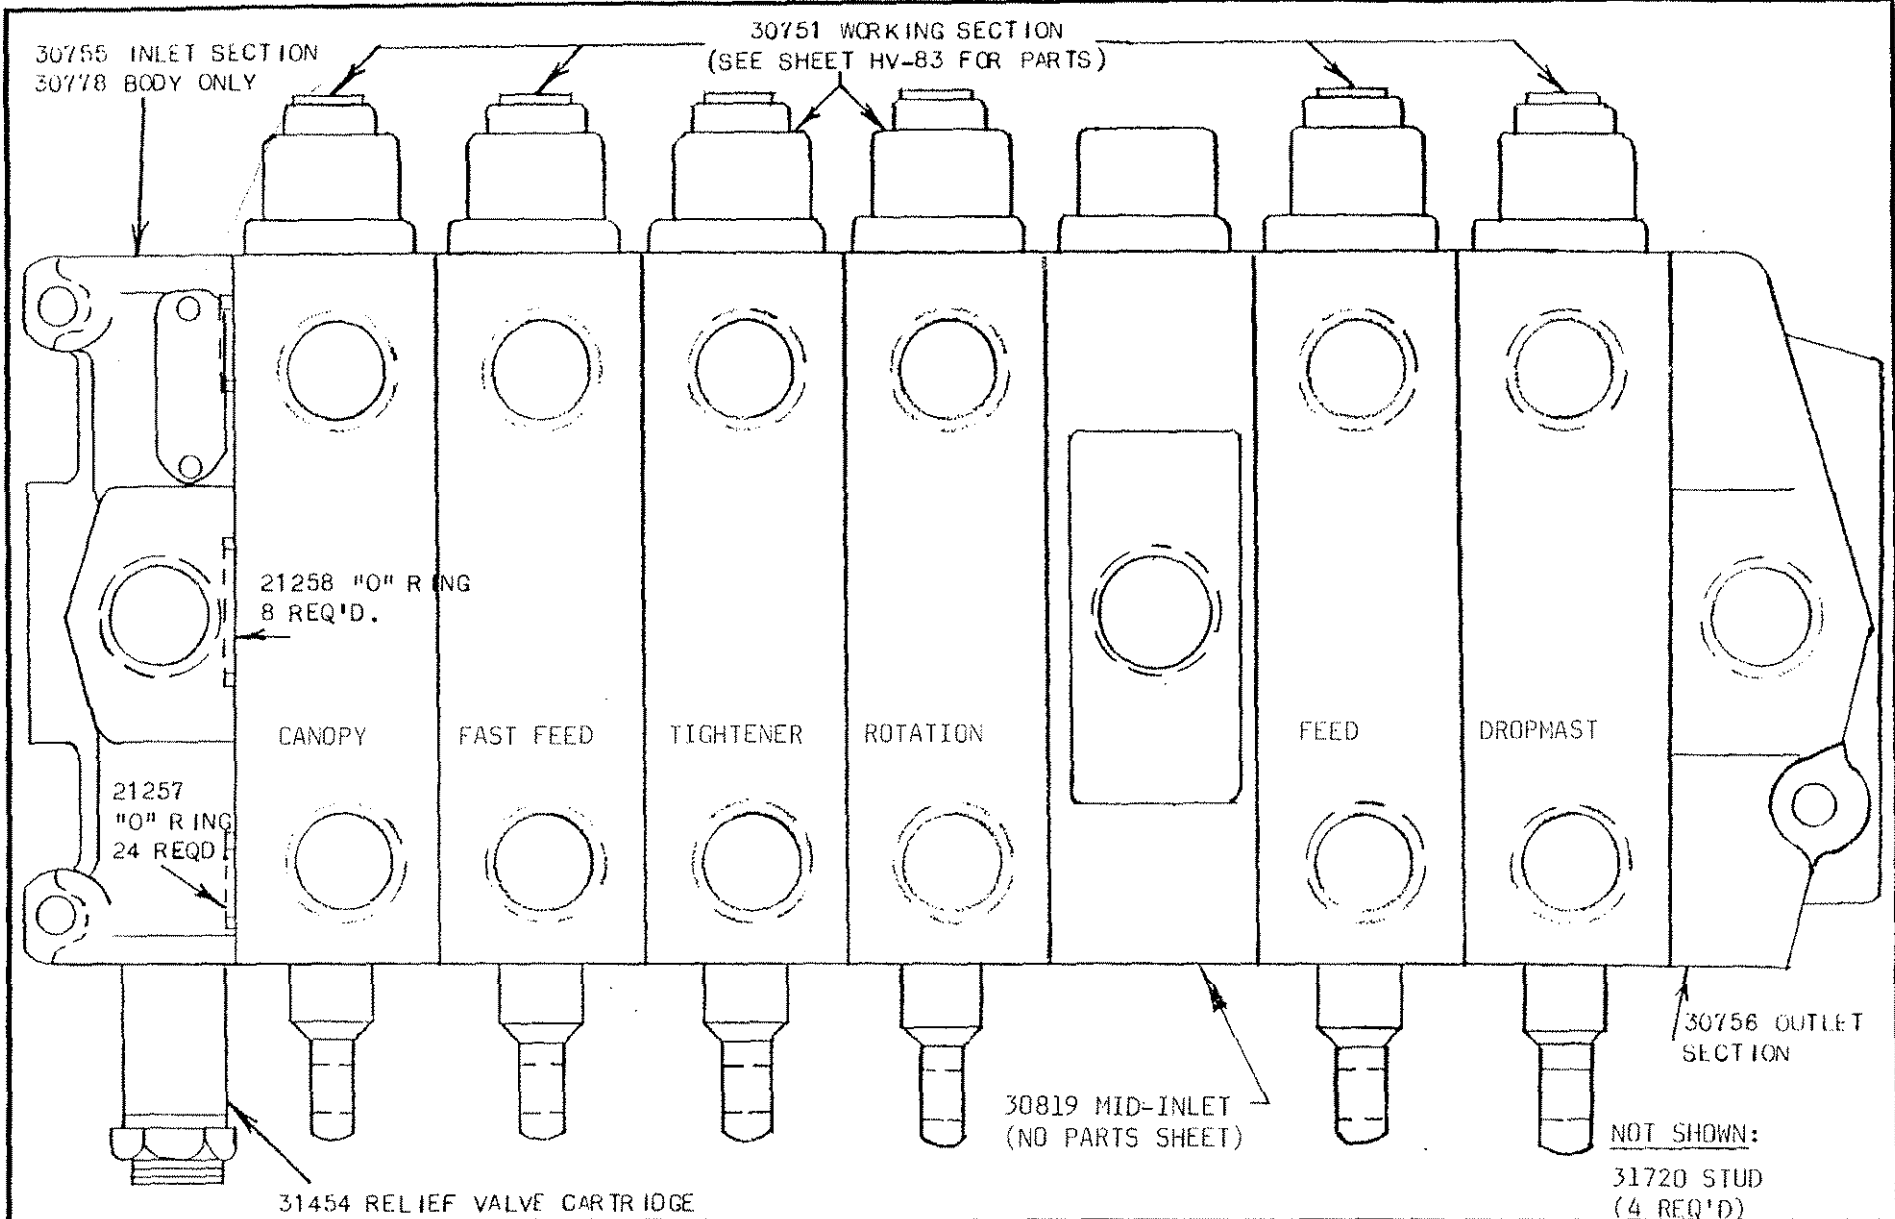 30755 INLET SECTION
30778 BODY ONLY
30751 WORKING SECTION
(SEE SHEET HV-83 FOR PARTS)
21258 "O" RING
8 REQ'D.
CANOPY
FAST FEED
TIGHTENER
ROTATION
FEED
DROPMAST
21257
"O" RING
24 REQD
30756 OUTLET
SECTION
30819 MID-INLET
(NO PARTS SHEET)
NOT SHOWN:
31720 STUD
(4 REQ'D)
31454 RELIEF VALVE CARTRIDGE